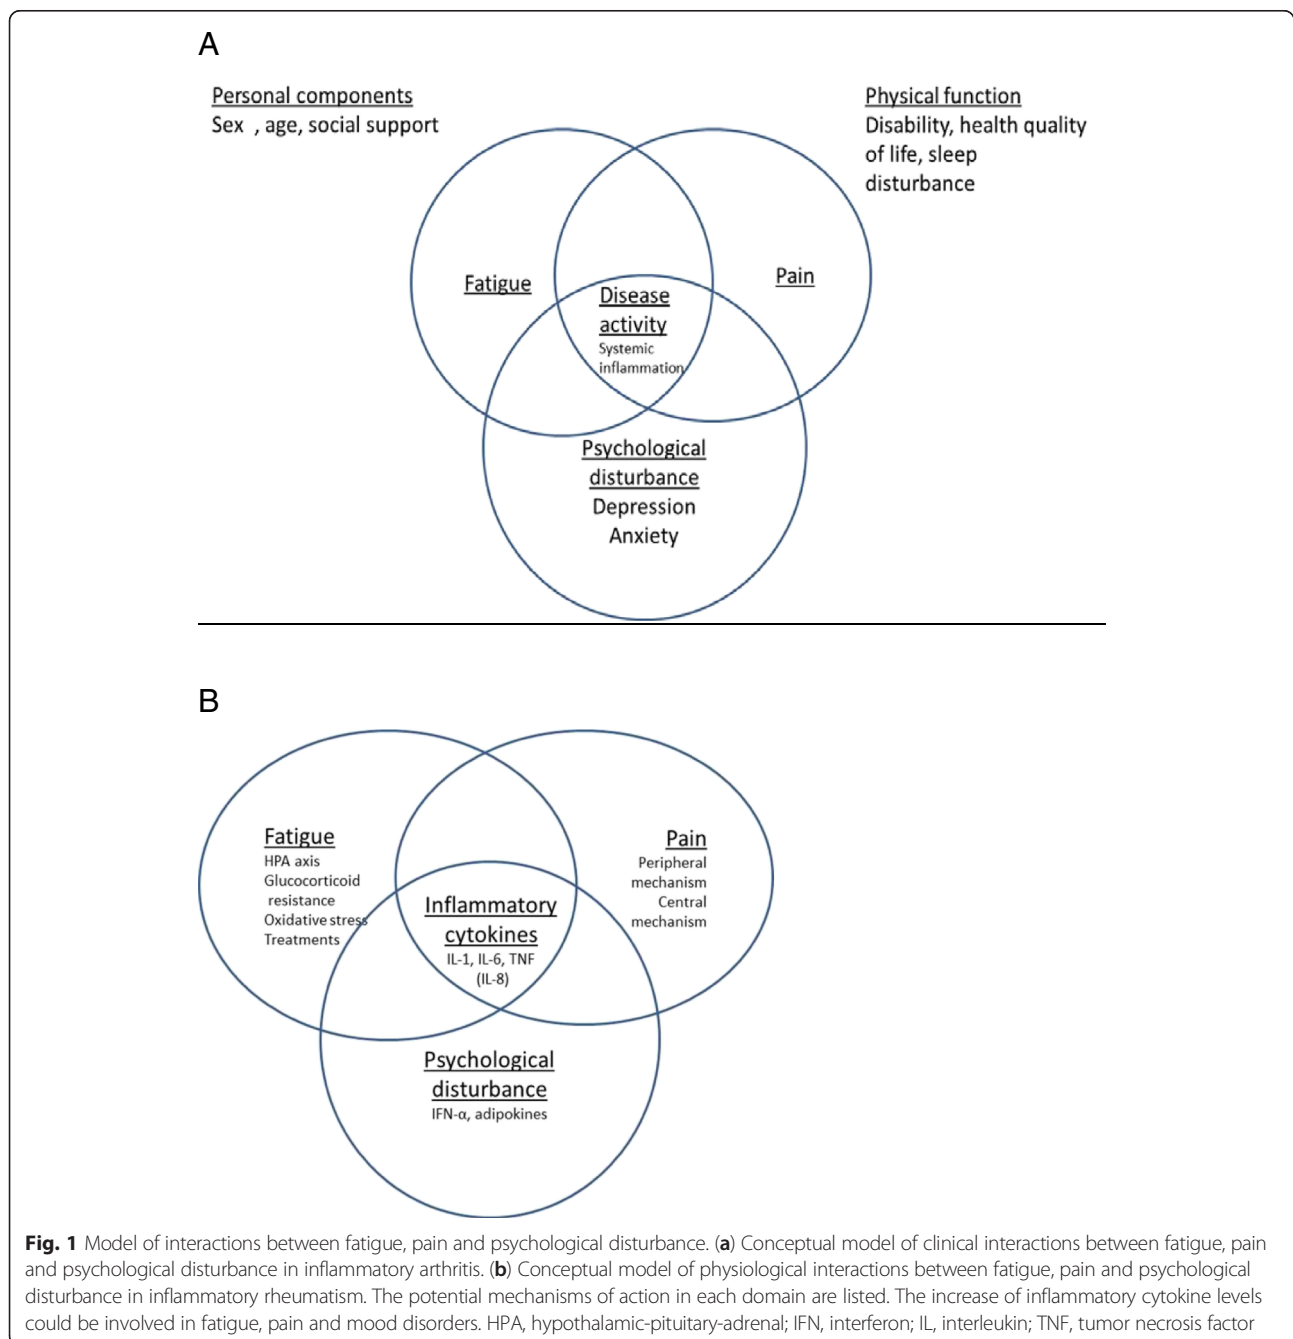 A
Personal components
Sex , age, social support
Physical function
Disability, health quality
of life, sleep
disturbance
Fatigue
Pain
Disease
activity
Systemic
inflammation
Psychological
disturbance
Depression
Anxiety
B
Fatigue
HPA axis
Glucocorticoid
resistance
Oxidative stress
Treatments
Pain
Peripheral
mechanism
Central
mechanism
Inflammatory
cytokines
IL-1, IL-6, TNF
(IL-8)
Psychological
disturbance
IFN-α, adipokines
Fig. 1 Model of interactions between fatigue, pain and psychological disturbance. (a) Conceptual model of clinical interactions between fatigue, pain
and psychological disturbance in inflammatory arthritis. (b) Conceptual model of physiological interactions between fatigue, pain and psychological
disturbance in inflammatory rheumatism. The potential mechanisms of action in each domain are listed. The increase of inflammatory cytokine levels
could be involved in fatigue, pain and mood disorders. HPA, hypothalamic-pituitary-adrenal; IFN, interferon; IL, interleukin; TNF, tumor necrosis factor